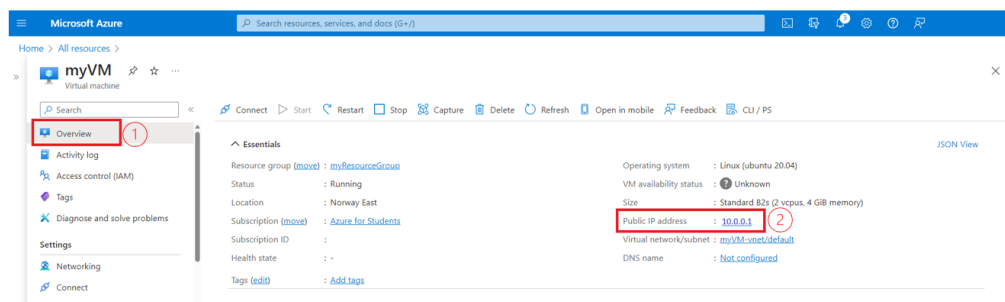 Microsoft Azure
Search resources, services, and docs (G+/)
3
Home > All resources >
myVM
Virtual machine
Search
Connect Start Restart Stop Capture Delete Refresh Open in mobile Feedback CLI / PS
Overview
1
Activity log
Access control (IAM)
Tags
Diagnose and solve problems
Settings
Networking
Connect
Essentials
JSON View
Resource group (move) : myResourceGroup
Status : Running
Location : Norway East
Subscription (move) : Azure for Students
Subscription ID :
Health state : -
Tags (edit) : Add tags
Operating system : Linux (ubuntu 20.04)
VM availability status : Unknown
Size : Standard B2s (2 vcpus, 4 GiB memory)
Public IP address : 10.0.0.1
2
Virtual network/subnet : myVM-vnet/default
DNS name : Not configured